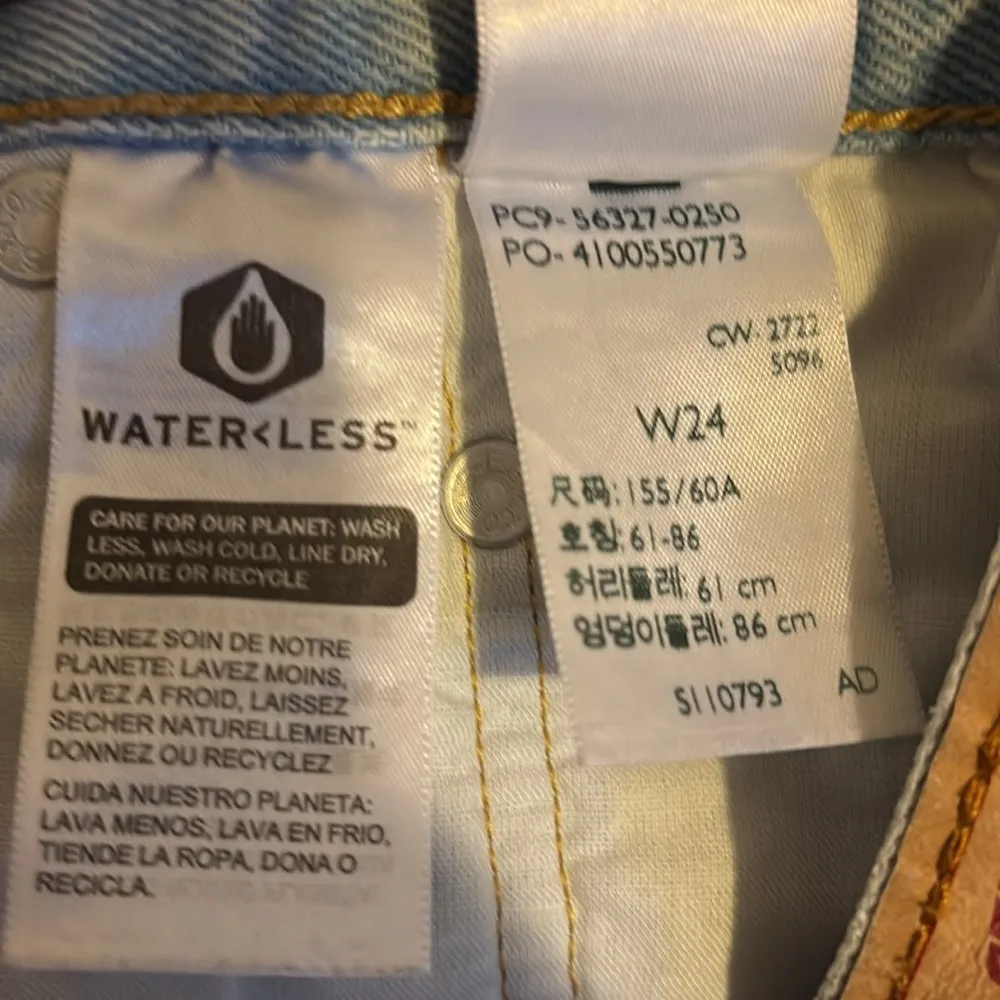 WATER<LESS™
CARE FOR OUR PLANET: WASH
LESS, WASH COLD, LINE DRY,
DONATE OR RECYCLE
PRENEZ SOIN DE NOTRE
PLANETE: LAVEZ MOINS,
LAVEZ A FROID, LAISSEZ
SECHER NATURELLEMENT,
DONNEZ OU RECYCLEZ
CUIDA NUESTRO PLANETA:
LAVA MENOS, LAVA EN FRIO,
TIENDE LA ROPA, DONA O
RECICLA.
PC9- 56327-0250
PO- 4100550773
CW- 2722
5096
W24
尺码: 155/60A
호칭: 61-86
허리둘레: 61 cm
엉덩이둘레: 86 cm
S110793 AD